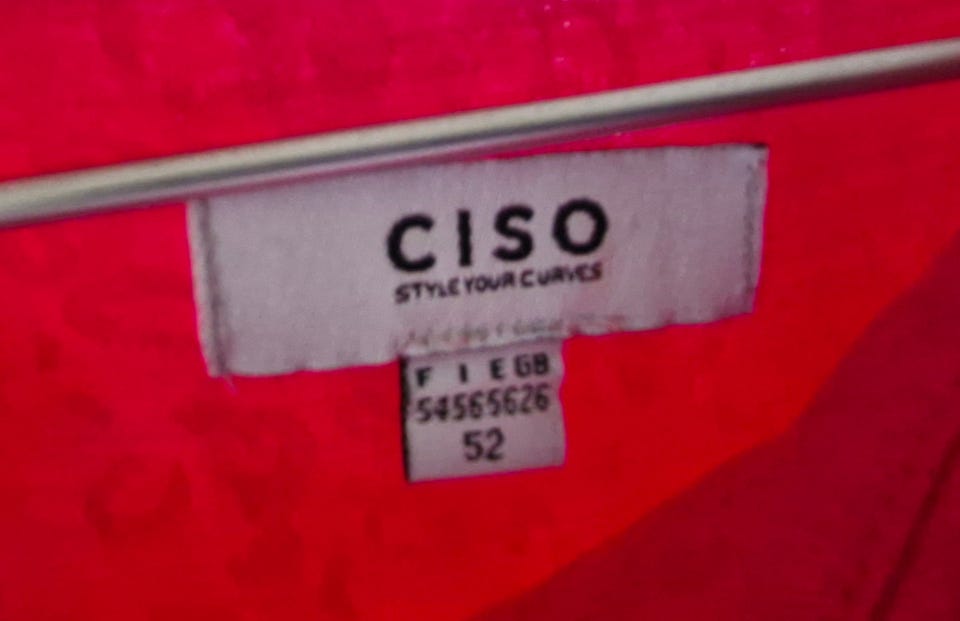 CISO
STYLE YOUR CURVES
F I E GB
54565626
52